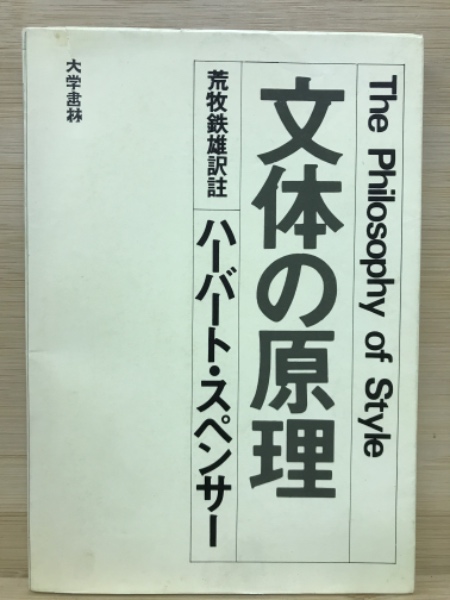 The Philosophy of Style
文体の原理
荒牧鉄雄訳註
ハーバート・スペンサー
大学書林